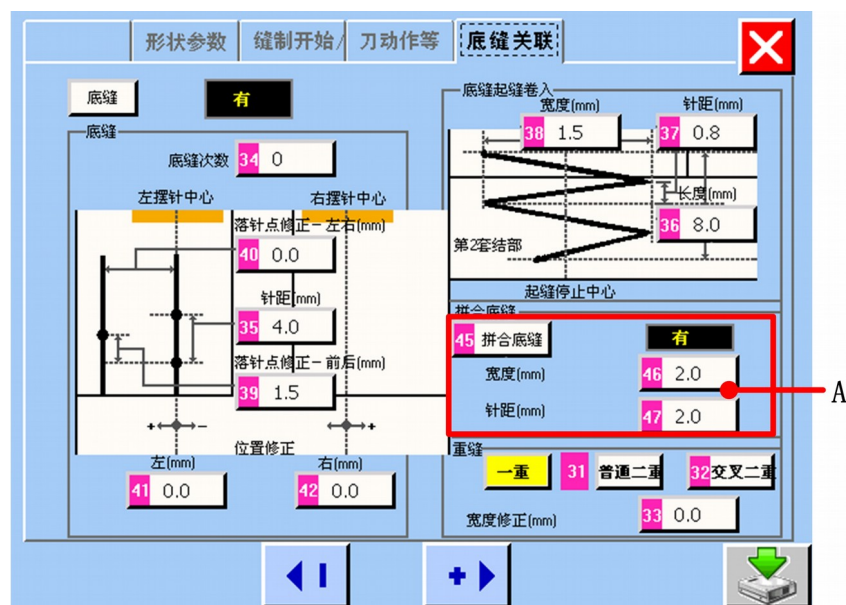 形状参数 缝制开始/ 刀动作等 底缝关联
底缝 有
底缝
底缝次数 34 0
左摆针中心 右摆针中心
落针点修正－左右(mm)
40 0.0
针距(mm)
35 4.0
落针点修正－前后(mm)
39 1.5
+ － +
位置修正
左(mm) 右(mm)
41 0.0 42 0.0
底缝起缝卷入
宽度(mm) 针距(mm)
38 1.5 37 0.8
长度(mm)
36 8.0
第2套结部
起缝停止中心
拼合底缝
45 拼合底缝 有
宽度(mm) 46 2.0
A
针距(mm) 47 2.0
重缝
一重 31 普通二重 32 交叉二重
宽度修正(mm) 33 0.0